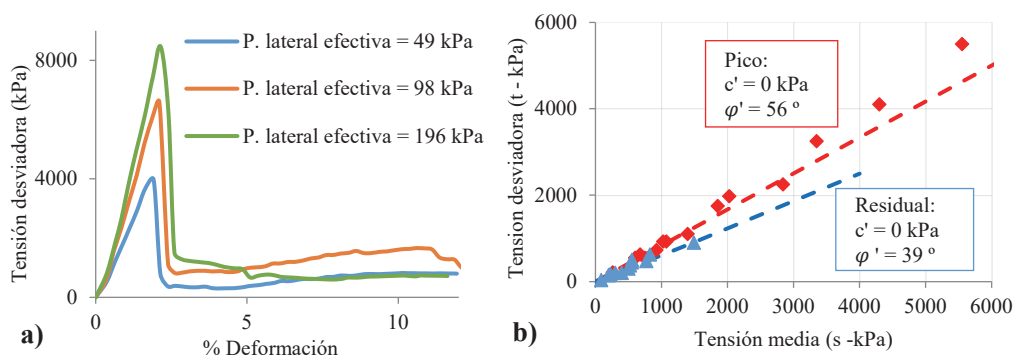 8000
4000
0
0
5
10
Tensión desviadora (kPa)
% Deformación
P. lateral efectiva = 49 kPa
P. lateral efectiva = 98 kPa
P. lateral efectiva = 196 kPa
a)
6000
4000
2000
0
0
1000
2000
3000
4000
5000
6000
Tension desviadora (t - kPa)
Tensión media (s -kPa)
Pico:
c' = 0 kPa
φ' = 56 º
Residual:
c' = 0 kPa
φ ' = 39 º
b)